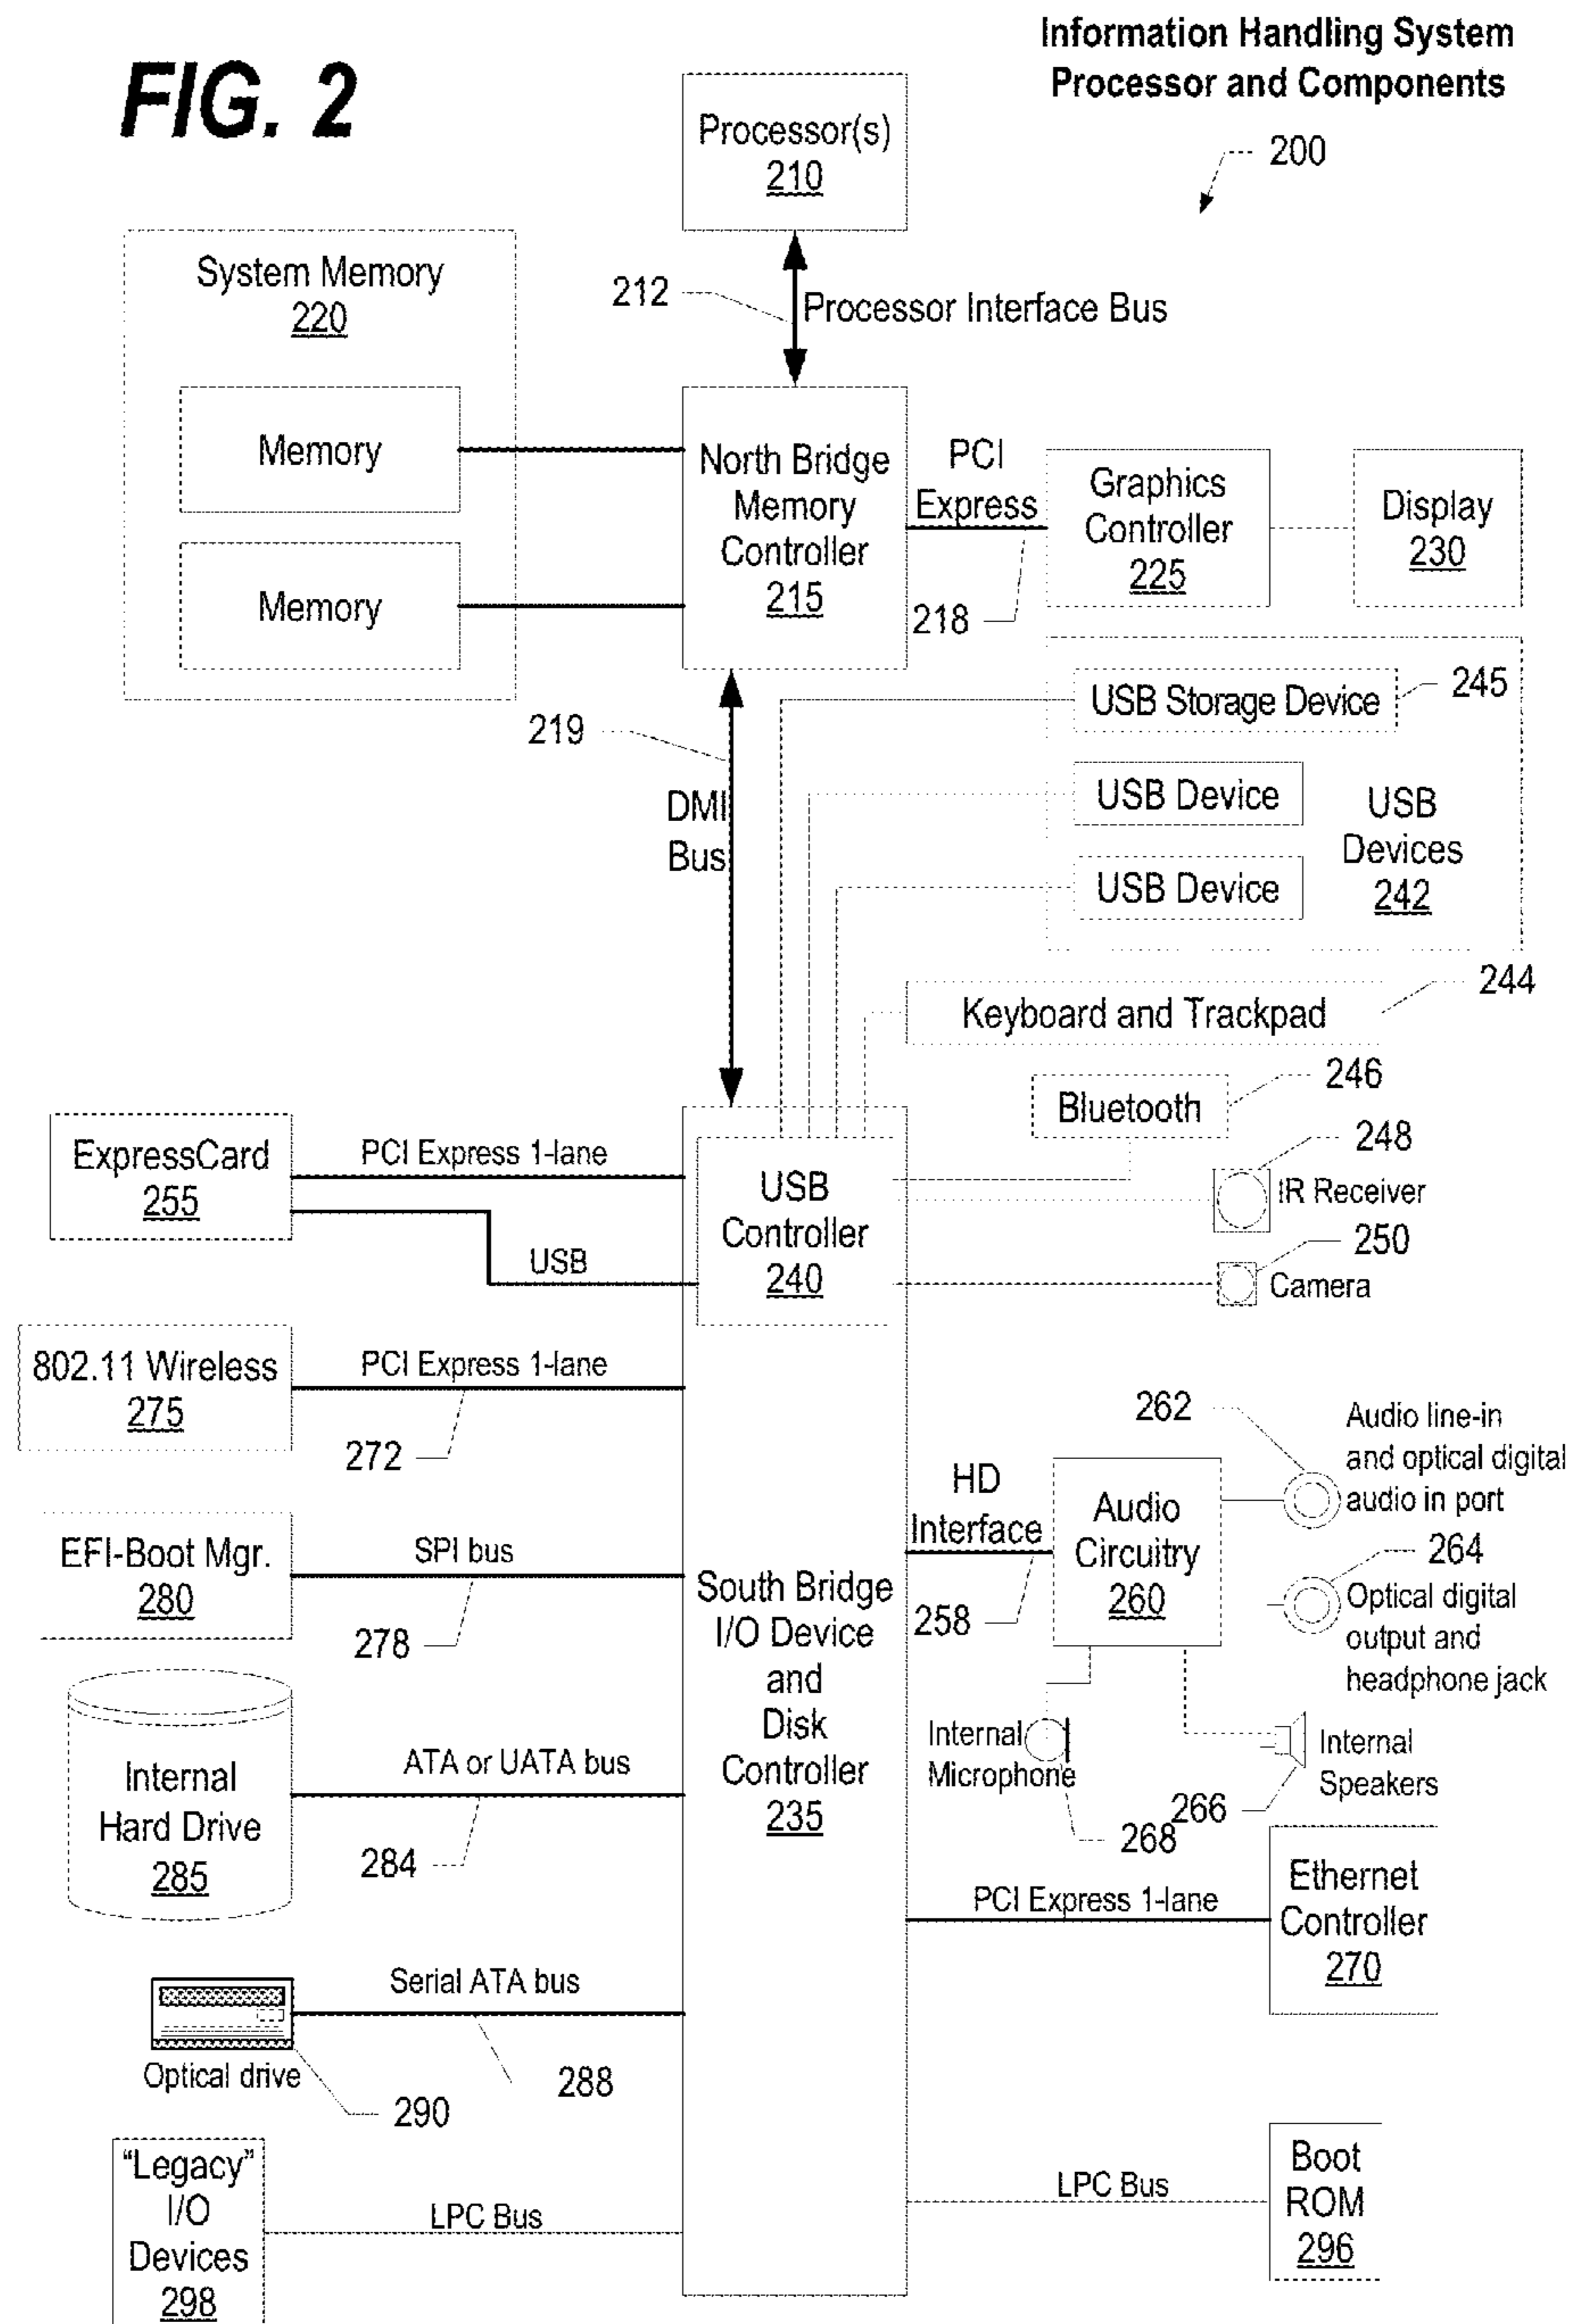 FIG. 2
Information Handling System
Processor and Components
200
Processor(s)
210
System Memory
220
212
Processor Interface Bus
Memory
Memory
North Bridge
Memory
Controller
215
PCI
Express
218
Graphics
Controller
225
Display
230
219
DMI
Bus
USB Storage Device
245
USB Device
USB Device
USB
Devices
242
244
Keyboard and Trackpad
246
Bluetooth
248
IR Receiver
250
Camera
ExpressCard
255
PCI Express 1-lane
USB
USB
Controller
240
802.11 Wireless
275
PCI Express 1-lane
272
262
Audio line-in
and optical digital
audio in port
HD
Interface
258
Audio
Circuitry
260
264
Optical digital
output and
headphone jack
EFI-Boot Mgr.
280
SPI bus
278
South Bridge
I/O Device
and
Disk
Controller
235
Internal
Microphone
268
Internal
Speakers
266
Internal
Hard Drive
285
ATA or UATA bus
284
PCI Express 1-lane
Ethernet
Controller
270
Serial ATA bus
288
Optical drive
290
"Legacy"
I/O
Devices
298
LPC Bus
LPC Bus
Boot
ROM
296